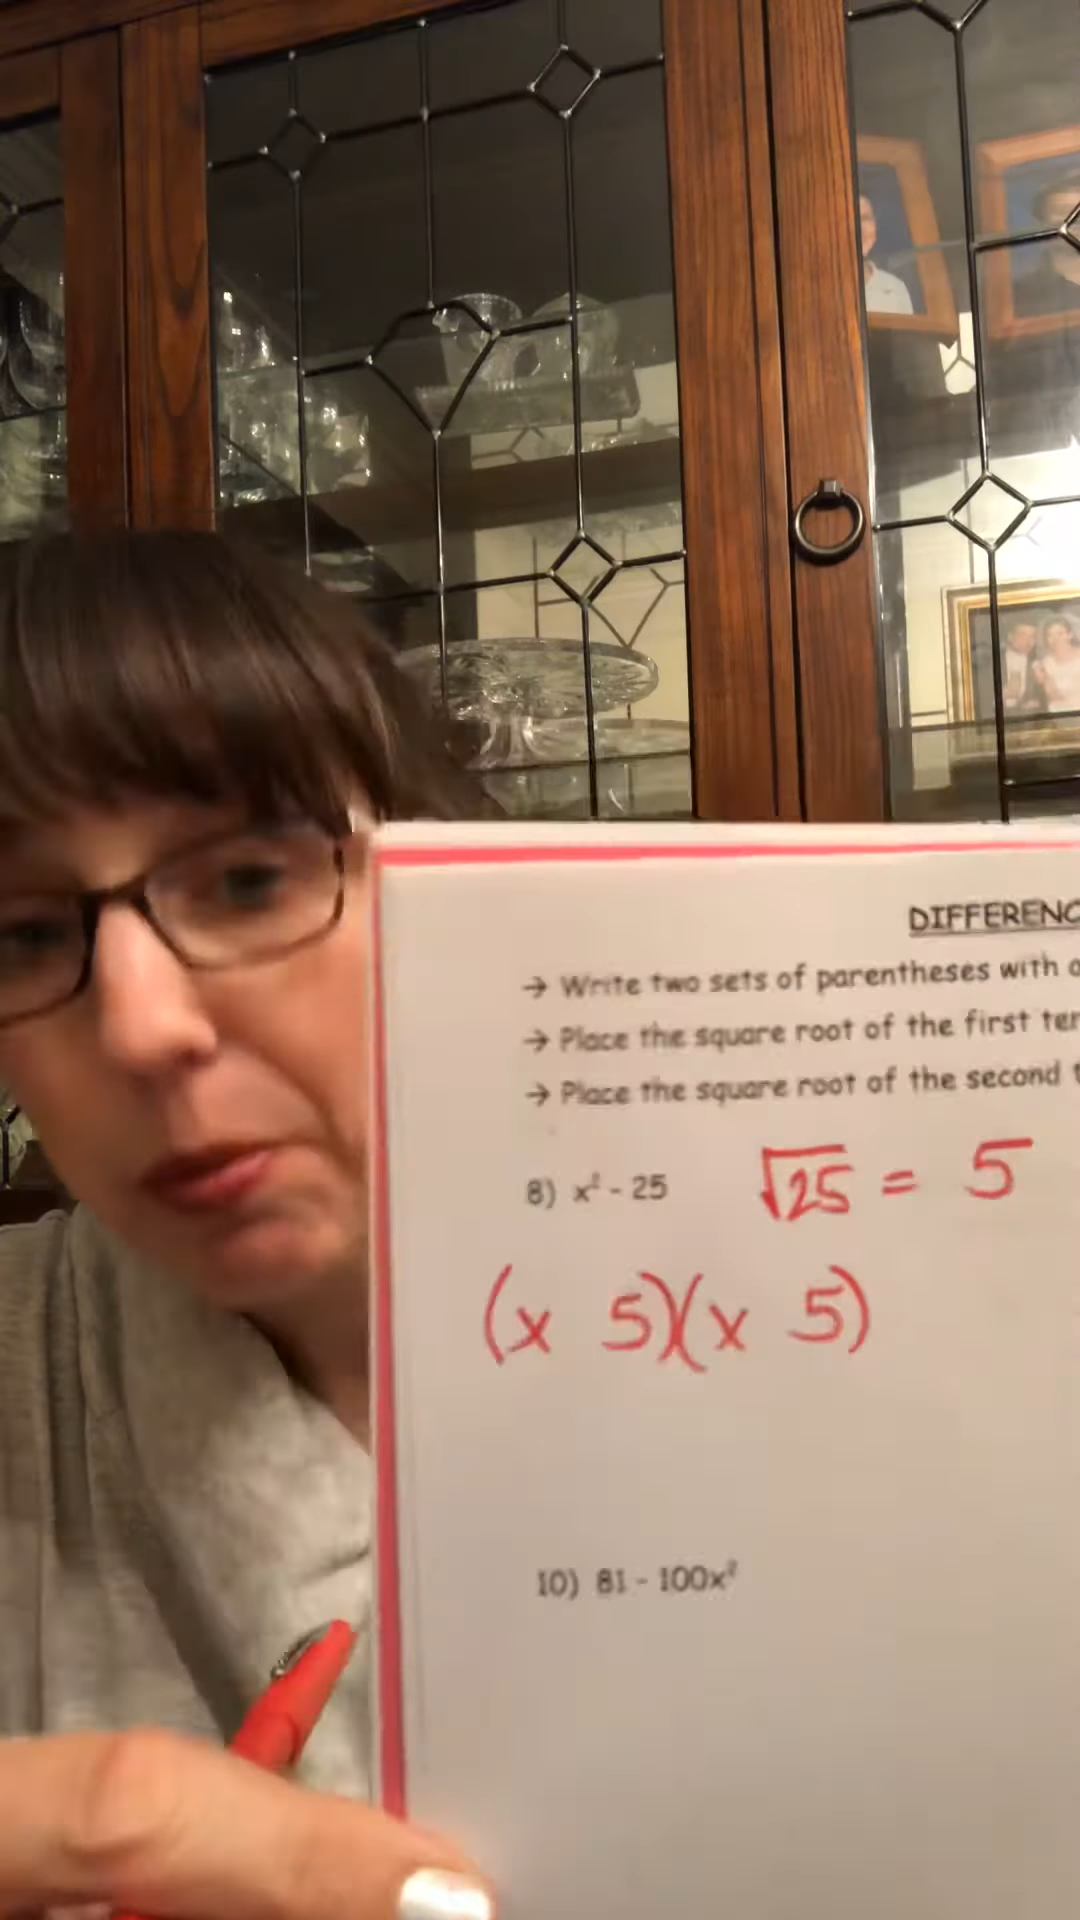 DIFFERENC
→ Write two sets of parentheses with
→ Place the square root of the first ter
→ Place the square root of the second t
8) x² - 25 √25 = 5
(x 5)(x 5)
10) 81 - 100x²